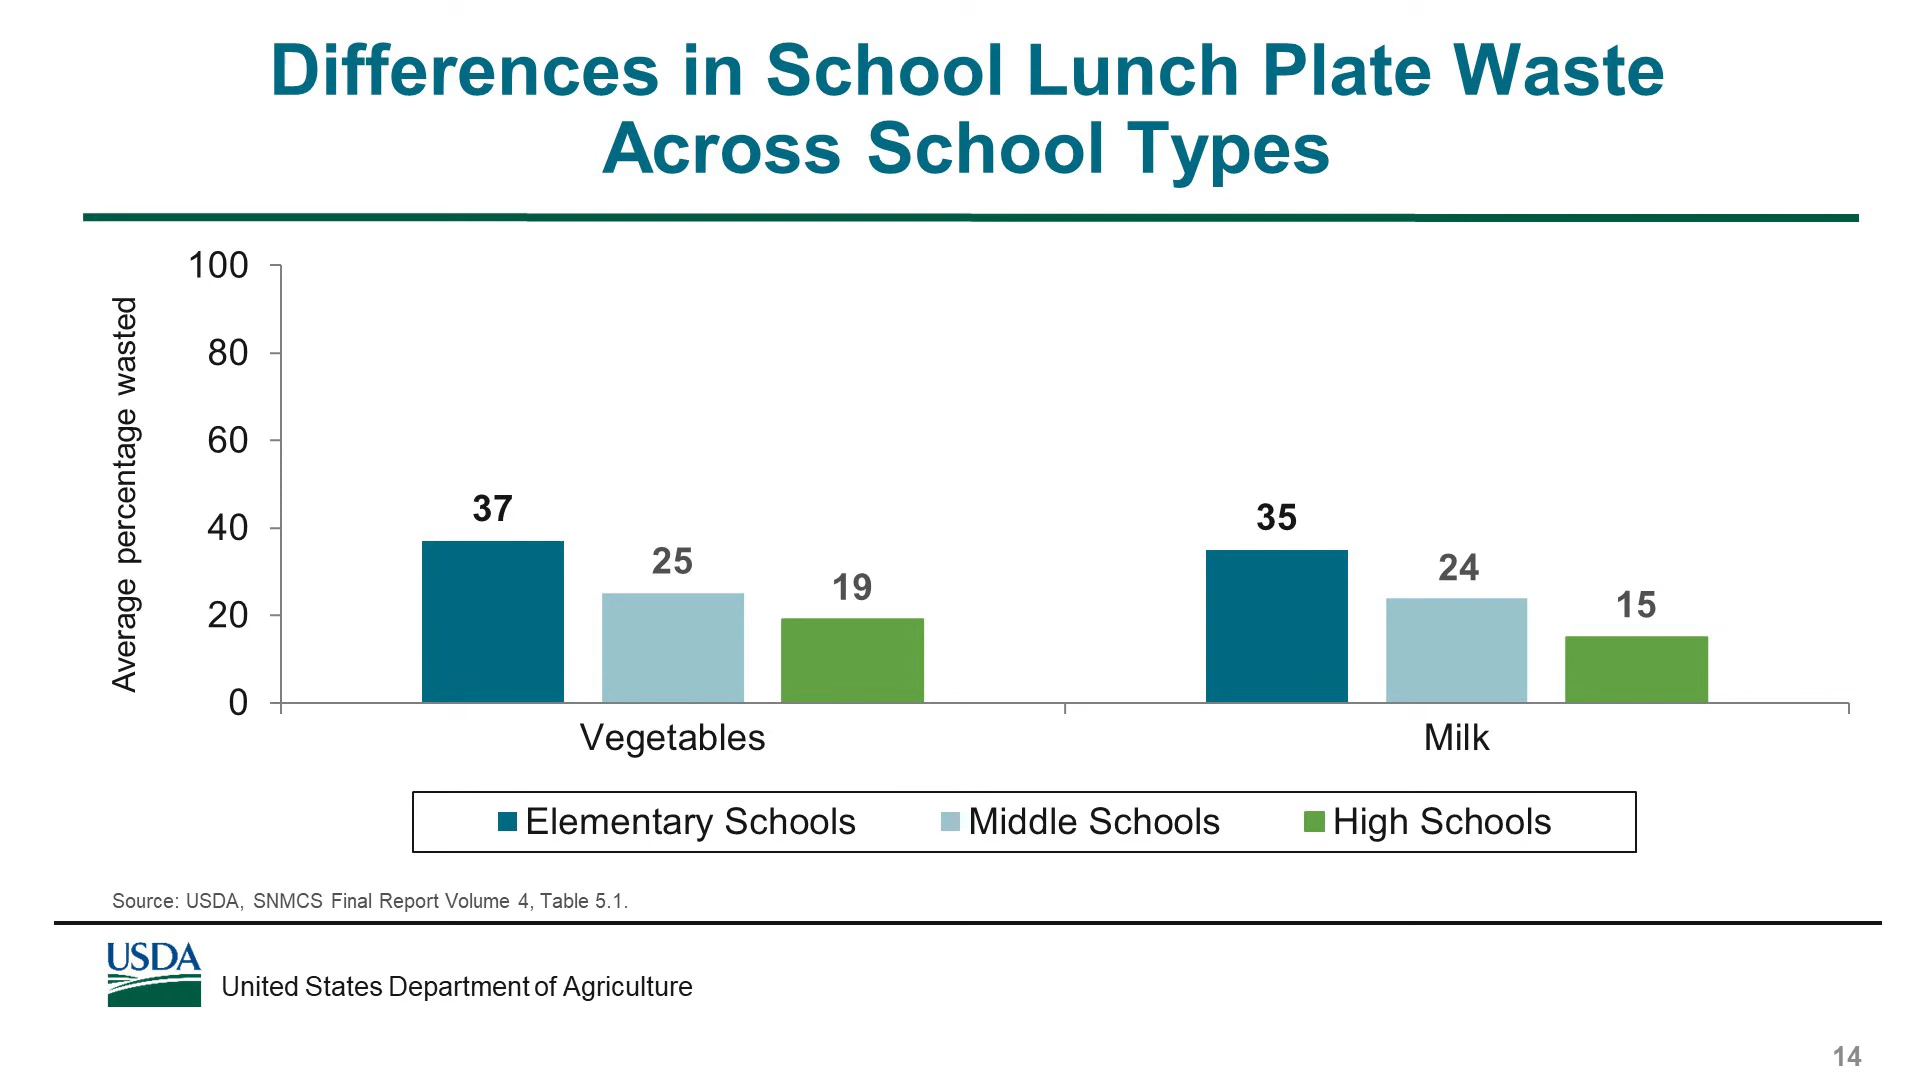 Differences in School Lunch Plate Waste
Across School Types
Average percentage wasted
100
80
60
40
20
0
37
25
19
35
24
15
Vegetables
Milk
Elementary Schools
Middle Schools
High Schools
Source: USDA, SNMCS Final Report Volume 4, Table 5.1.
USDA
United States Department of Agriculture
14